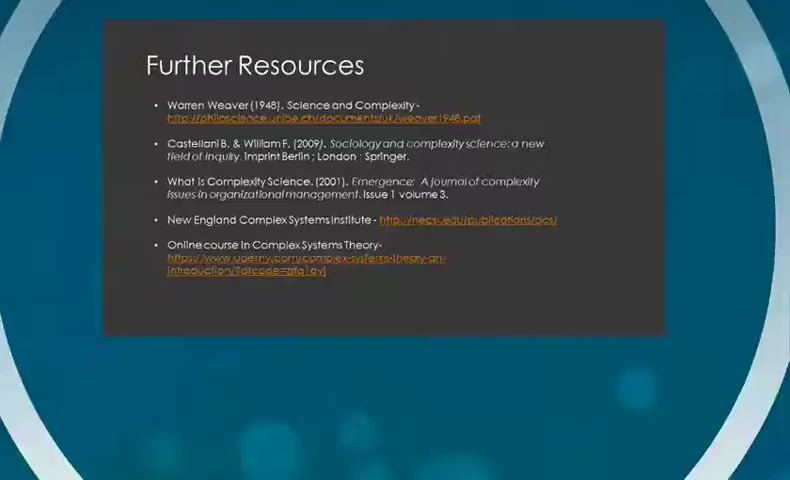 Further Resources
• Warren Weaver (1948). Science and Complexity -
http://philoscience.unibe.ch/documents/uk/weaver1948.pdf
• Castellani B. & William F. (2009). Sociology and complexity science: a new
field of inquiry. Imprint Berlin ; London : Springer.
• What is Complexity Science. (2001). Emergence: A journal of complexity
issues in organizational management. Issue 1 volume 3.
• New England Complex Systems Institute - http://necsi.edu/publications/dcs/
• Online course in Complex Systems Theory-
https://www.udemy.com/complex-systems-theory-an-